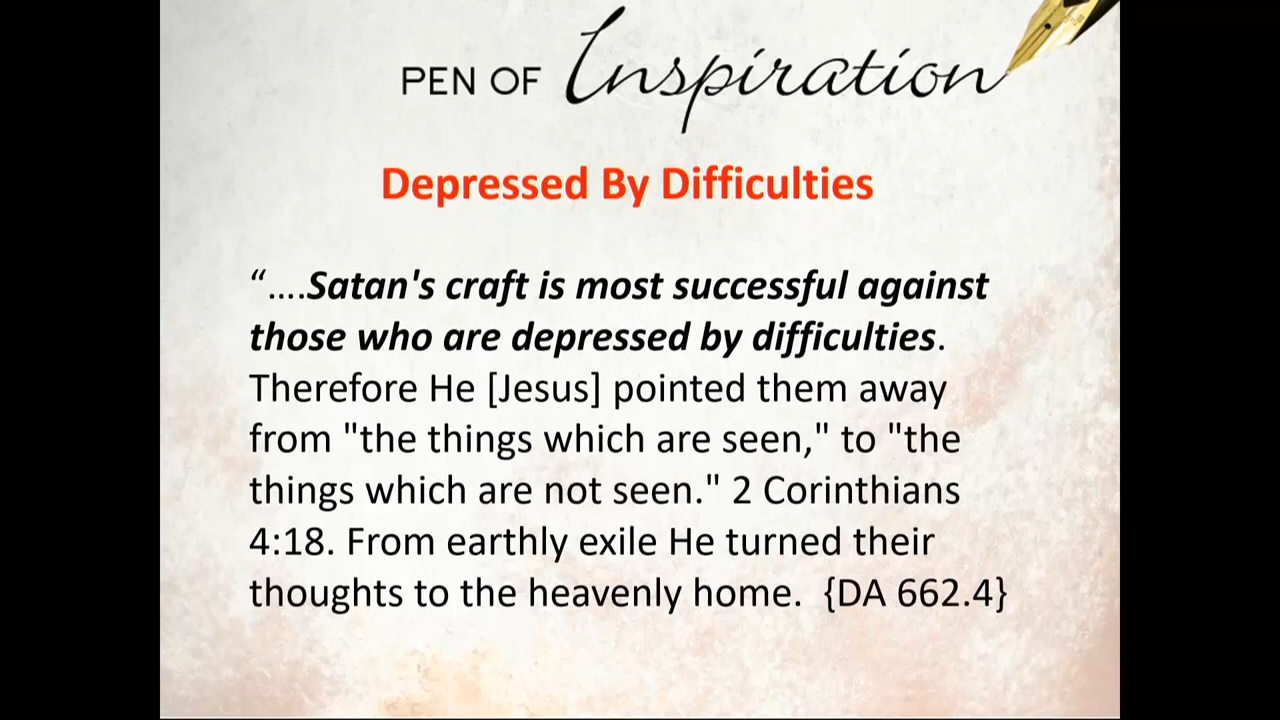 PEN OF Inspiration
Depressed By Difficulties
“....Satan's craft is most successful against
those who are depressed by difficulties.
Therefore He [Jesus] pointed them away
from "the things which are seen," to "the
things which are not seen." 2 Corinthians
4:18. From earthly exile He turned their
thoughts to the heavenly home.  {DA 662.4}